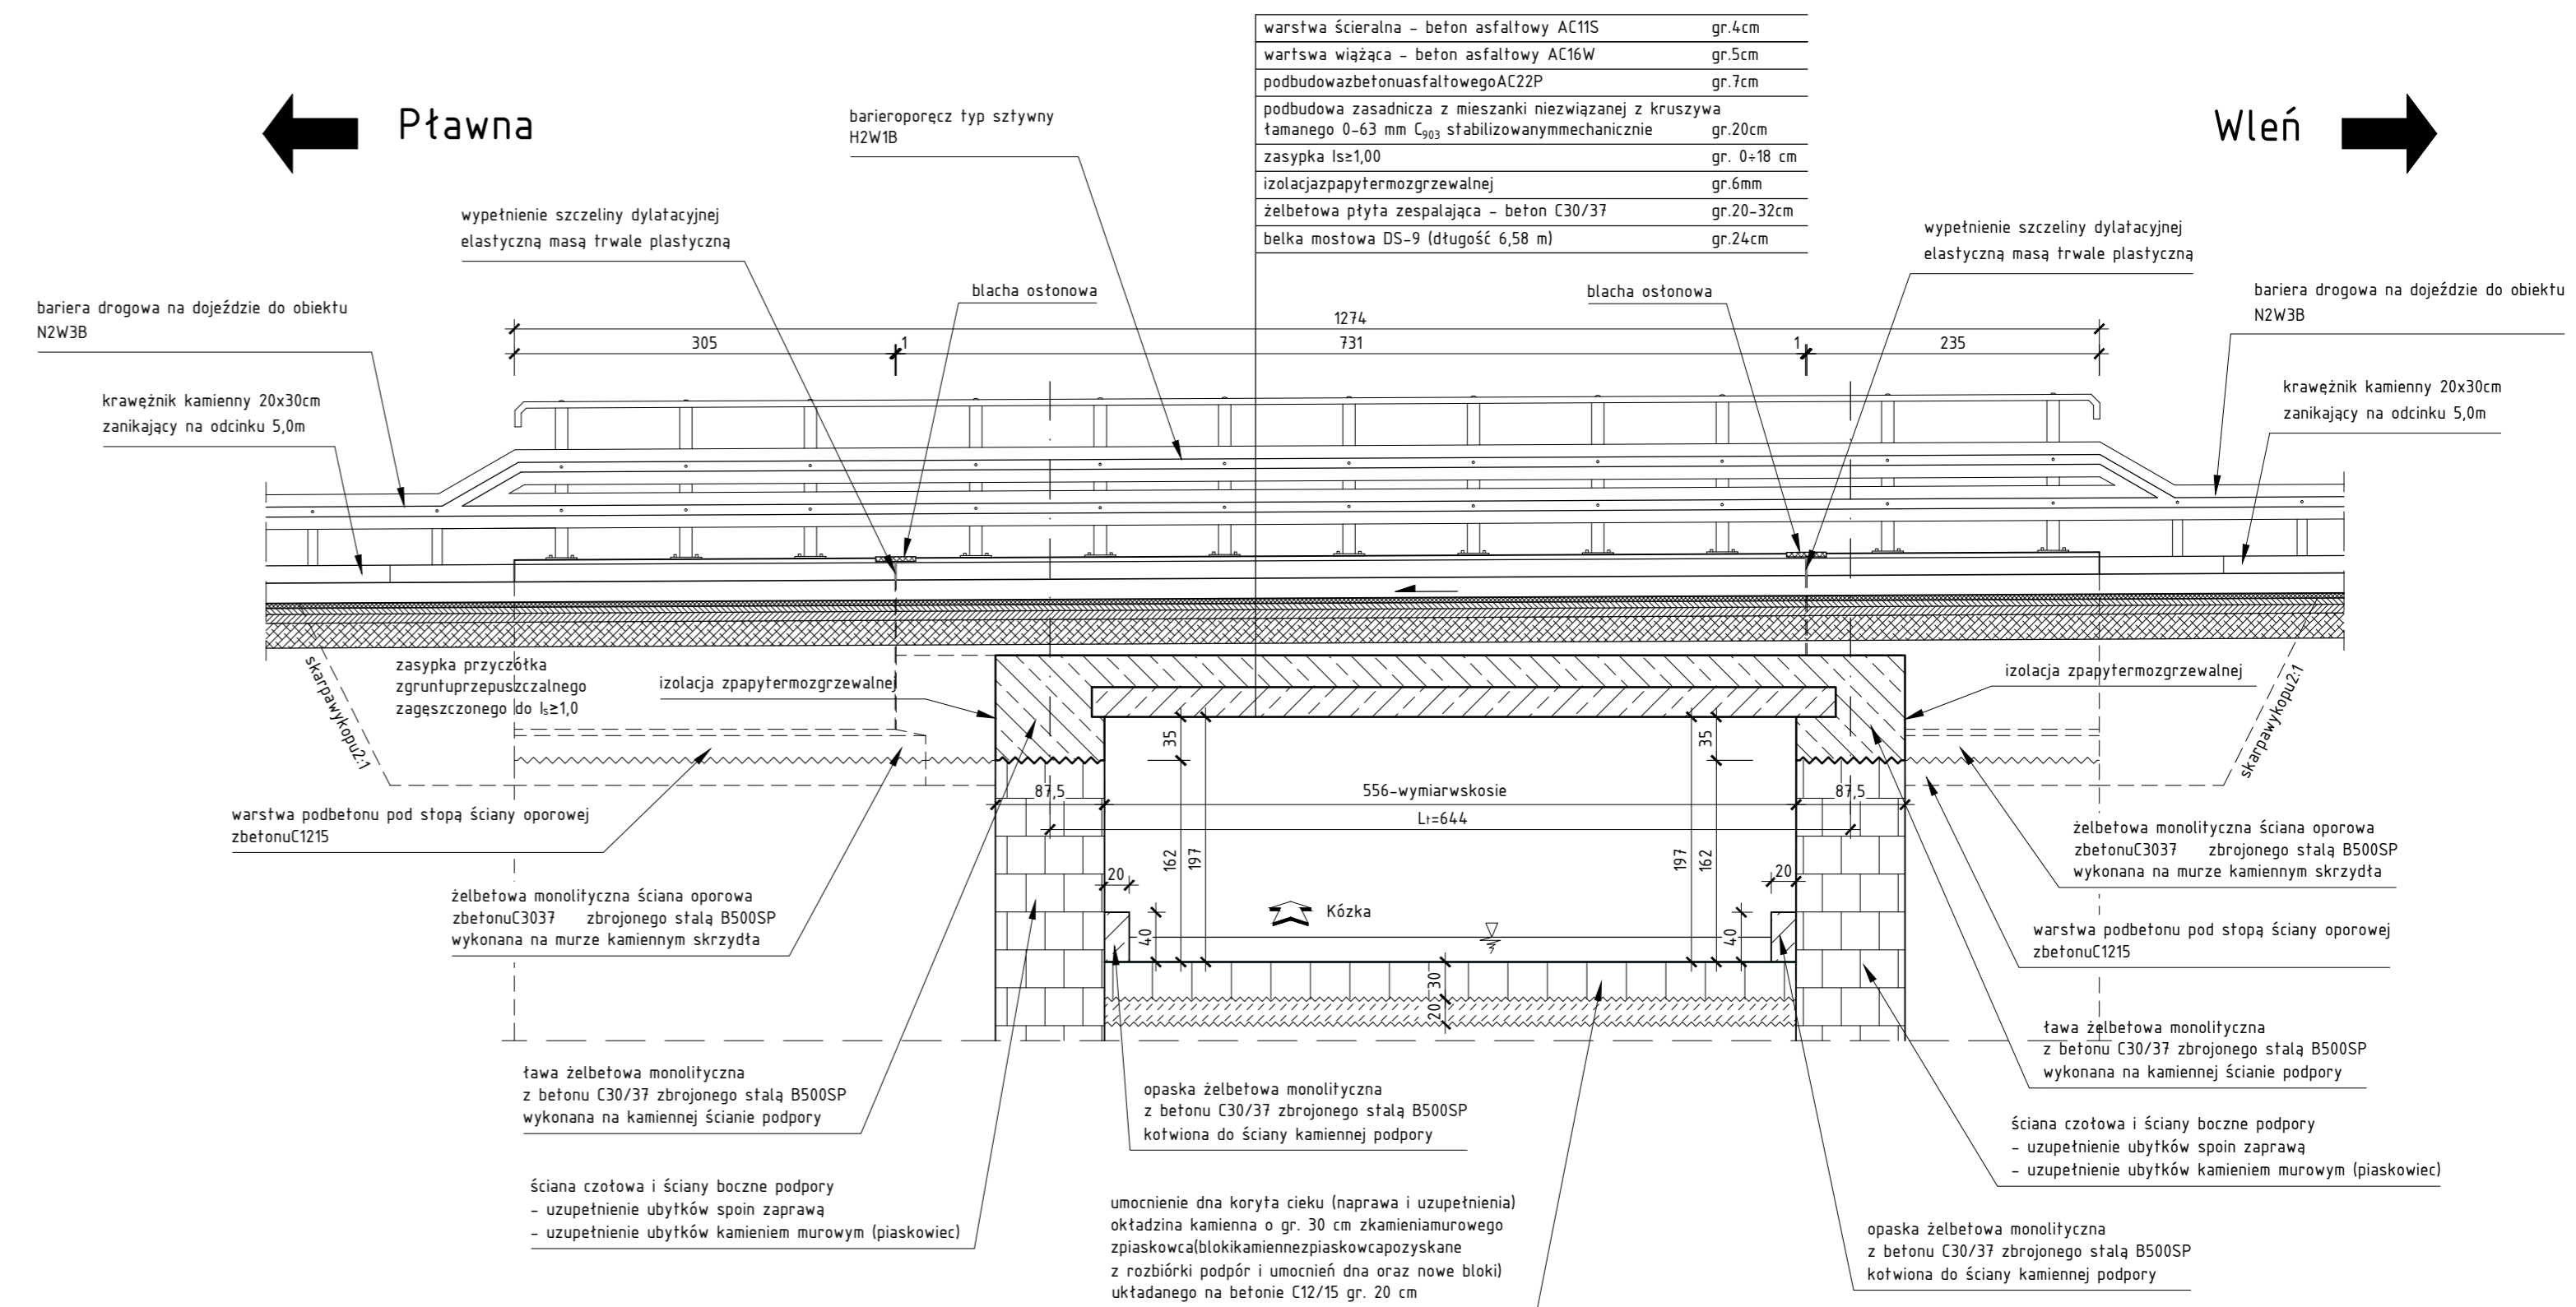 warstwa ścieralna - beton asfaltowy AC11S gr.4cm
wartswa wiążąca - beton asfaltowy AC16W gr.5cm
podbudowazbetonuasfaltowegoAC22P gr.7cm
podbudowa zasadnicza z mieszanki niezwiązanej z kruszywa
łamanego 0-63 mm C903 stabilizowanymmechanicznie gr.20cm
zasypka Is≥1,00 gr. 0÷18 cm
izolacjazpapytermozgrzewalnej gr.6mm
żelbetowa płyta zespalająca - beton C30/37 gr.20-32cm
belka mostowa DS-9 (długość 6,58 m) gr.24cm
Pławna
Wleń
barieroporęcz typ sztywny
H2W1B
wypełnienie szczeliny dylatacyjnej
elastyczną masą trwale plastyczną
wypełnienie szczeliny dylatacyjnej
elastyczną masą trwale plastyczną
blacha osłonowa
blacha osłonowa
bariera drogowa na dojeździe do obiektu
N2W3B
bariera drogowa na dojeździe do obiektu
N2W3B
1274
305 1 731 1 235
krawężnik kamienny 20x30cm
zanikający na odcinku 5,0m
krawężnik kamienny 20x30cm
zanikający na odcinku 5,0m
skarpawykopu2:1
zasypka przyczółka
zgruntuprzepuszczalnego
zagęszczonego do Is≥1,0
izolacja zpapytermozgrzewalnej
izolacja zpapytermozgrzewalnej
skarpawykopu2:1
35
35
87,5 556-wymiarwskosie 87,5
Lt=644
162 197
197 162
20
20
40
40
Kózka
30
20
warstwa podbetonu pod stopą ściany oporowej
zbetonuC1215
żelbetowa monolityczna ściana oporowa
zbetonuC3037 zbrojonego stalą B500SP
wykonana na murze kamiennym skrzydła
żelbetowa monolityczna ściana oporowa
zbetonuC3037 zbrojonego stalą B500SP
wykonana na murze kamiennym skrzydła
warstwa podbetonu pod stopą ściany oporowej
zbetonuC1215
ława żelbetowa monolityczna
z betonu C30/37 zbrojonego stalą B500SP
wykonana na kamiennej ścianie podpory
ława żelbetowa monolityczna
z betonu C30/37 zbrojonego stalą B500SP
wykonana na kamiennej ścianie podpory
opaska żelbetowa monolityczna
z betonu C30/37 zbrojonego stalą B500SP
kotwiona do ściany kamiennej podpory
ściana czołowa i ściany boczne podpory
- uzupełnienie ubytków spoin zaprawą
- uzupełnienie ubytków kamieniem murowym (piaskowiec)
ściana czołowa i ściany boczne podpory
- uzupełnienie ubytków spoin zaprawą
- uzupełnienie ubytków kamieniem murowym (piaskowiec)
umocnienie dna koryta cieku (naprawa i uzupełnienia)
okładzina kamienna o gr. 30 cm zkamieniamurowego
zpiaskowca(blokikamiennezpiaskowcapozyskane
z rozbiórki podpór i umocnień dna oraz nowe bloki)
układanego na betonie C12/15 gr. 20 cm
opaska żelbetowa monolityczna
z betonu C30/37 zbrojonego stalą B500SP
kotwiona do ściany kamiennej podpory